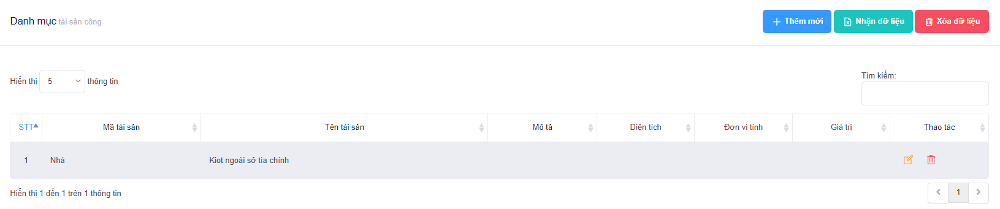 Danh mục tài sản công
Thêm mới
Nhận dữ liệu
Xóa dữ liệu
Hiển thị 5 thông tin
Tìm kiếm:
STT Mã tài sản Tên tài sản Mô tả Diện tích Đơn vị tính Giá trị Thao tác
1 Nhà Kiot ngoài sở tia chính
Hiển thị 1 đến 1 trên 1 thông tin
1